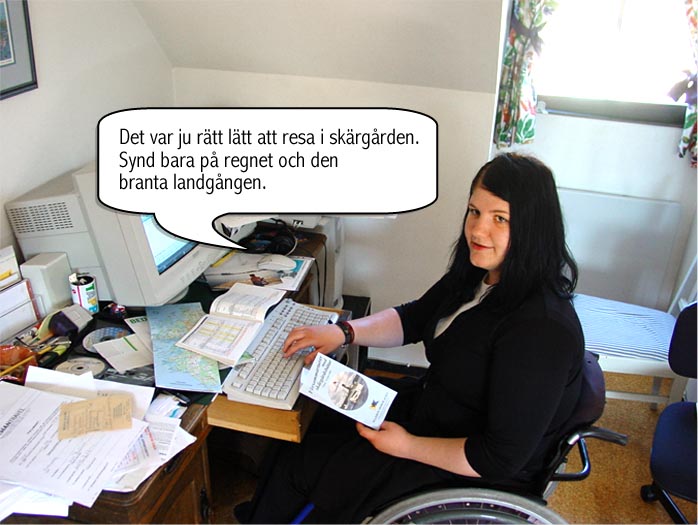 Det var ju rätt lätt att resa i skärgården.
Synd bara på regnet och den
branta landgången.